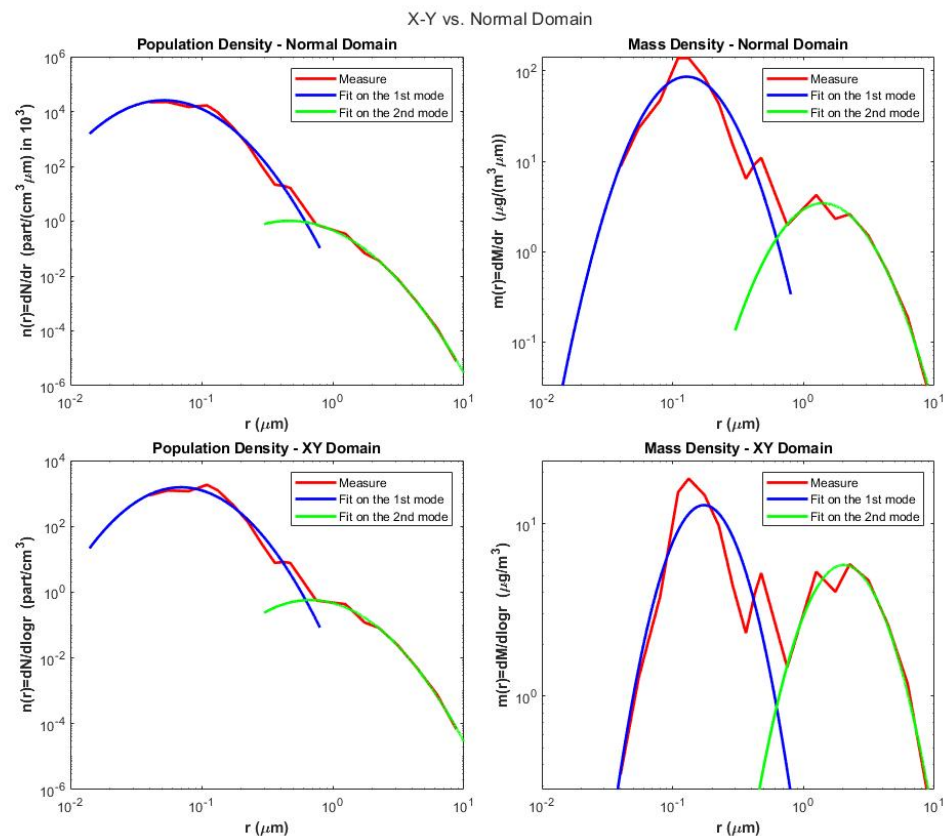 X-Y vs. Normal Domain
Population Density - Normal Domain
n(r)=dN/dr (part/(cm³μm) in 10³)
10⁶
10⁴
10²
10⁰
10⁻²
10⁻⁴
10⁻⁶
Measure
Fit on the 1st mode
Fit on the 2nd mode
10⁻²
10⁻¹
10⁰
10¹
r (μm)
Mass Density - Normal Domain
m(r)=dM/dr (μg/(m³μm))
10²
10¹
10⁰
10⁻¹
Measure
Fit on the 1st mode
Fit on the 2nd mode
10⁻²
10⁻¹
10⁰
10¹
r (μm)
Population Density - XY Domain
n(r)=dN/dlogr (part/cm³)
10⁴
10²
10⁰
10⁻²
10⁻⁴
10⁻⁶
Measure
Fit on the 1st mode
Fit on the 2nd mode
10⁻²
10⁻¹
10⁰
10¹
r (μm)
Mass Density - XY Domain
m(r)=dM/dlogr (μg/m³)
10¹
10⁰
Measure
Fit on the 1st mode
Fit on the 2nd mode
10⁻²
10⁻¹
10⁰
10¹
r (μm)